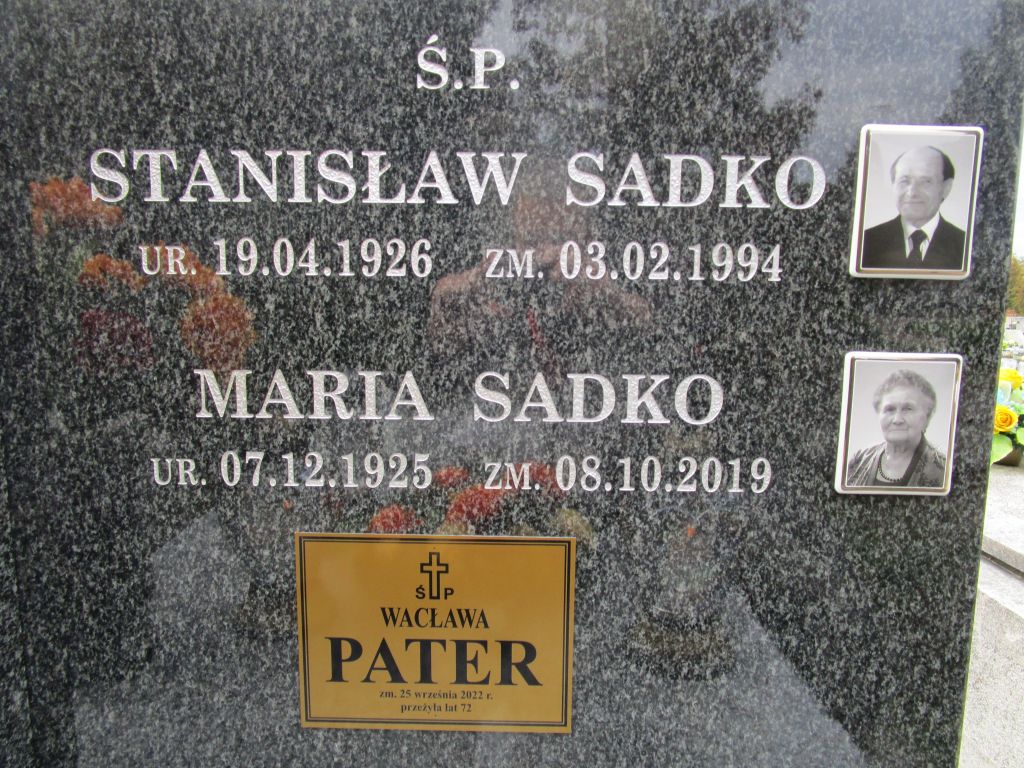 Ś.P.
STANISŁAW SADKO
UR. 19.04.1926 ZM. 03.02.1994
MARIA SADKO
UR. 07.12.1925 ZM. 08.10.2019
Ś P
WACŁAWA
PATER
zm. 25 września 2022 r.
przeżyła lat 72